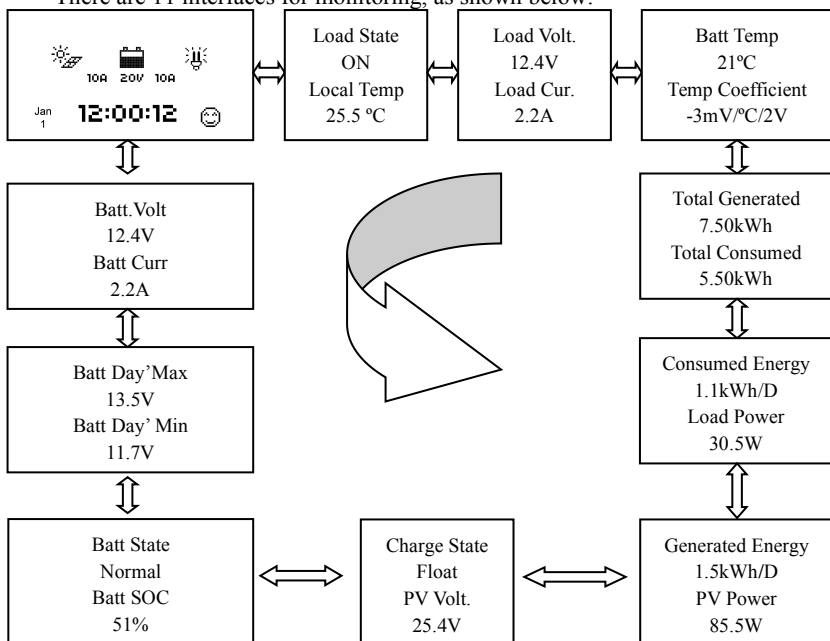 There are 11 interfaces for monitoring, as shown below:
10A 20V 10A
Jan
1
12:00:12
Load State
ON
Local Temp
25.5 ºC
Load Volt.
12.4V
Load Cur.
2.2A
Batt Temp
21ºC
Temp Coefficient
-3mV/ºC/2V
Batt.Volt
12.4V
Batt Curr
2.2A
Total Generated
7.50kWh
Total Consumed
5.50kWh
Batt Day’Max
13.5V
Batt Day’ Min
11.7V
Consumed Energy
1.1kWh/D
Load Power
30.5W
Batt State
Normal
Batt SOC
51%
Charge State
Float
PV Volt.
25.4V
Generated Energy
1.5kWh/D
PV Power
85.5W